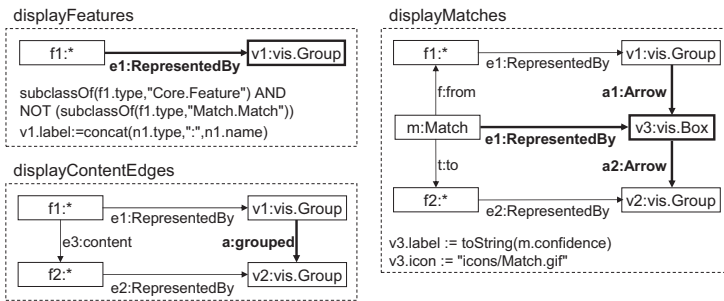 displayFeatures
f1:*
e1:RepresentedBy
v1:vis.Group
subclassOf(f1.type,"Core.Feature") AND
NOT (subclassOf(f1.type,"Match.Match"))
v1.label:=concat(n1.type,":",n1.name)
displayContentEdges
f1:*
e1:RepresentedBy
v1:vis.Group
e3:content
a:grouped
f2:*
e2:RepresentedBy
v2:vis.Group
displayMatches
f1:*
e1:RepresentedBy
v1:vis.Group
f:from
a1:Arrow
m:Match
e1:RepresentedBy
v3:vis.Box
t:to
a2:Arrow
f2:*
e2:RepresentedBy
v2:vis.Group
v3.label := toString(m.confidence)
v3.icon := "icons/Match.gif"